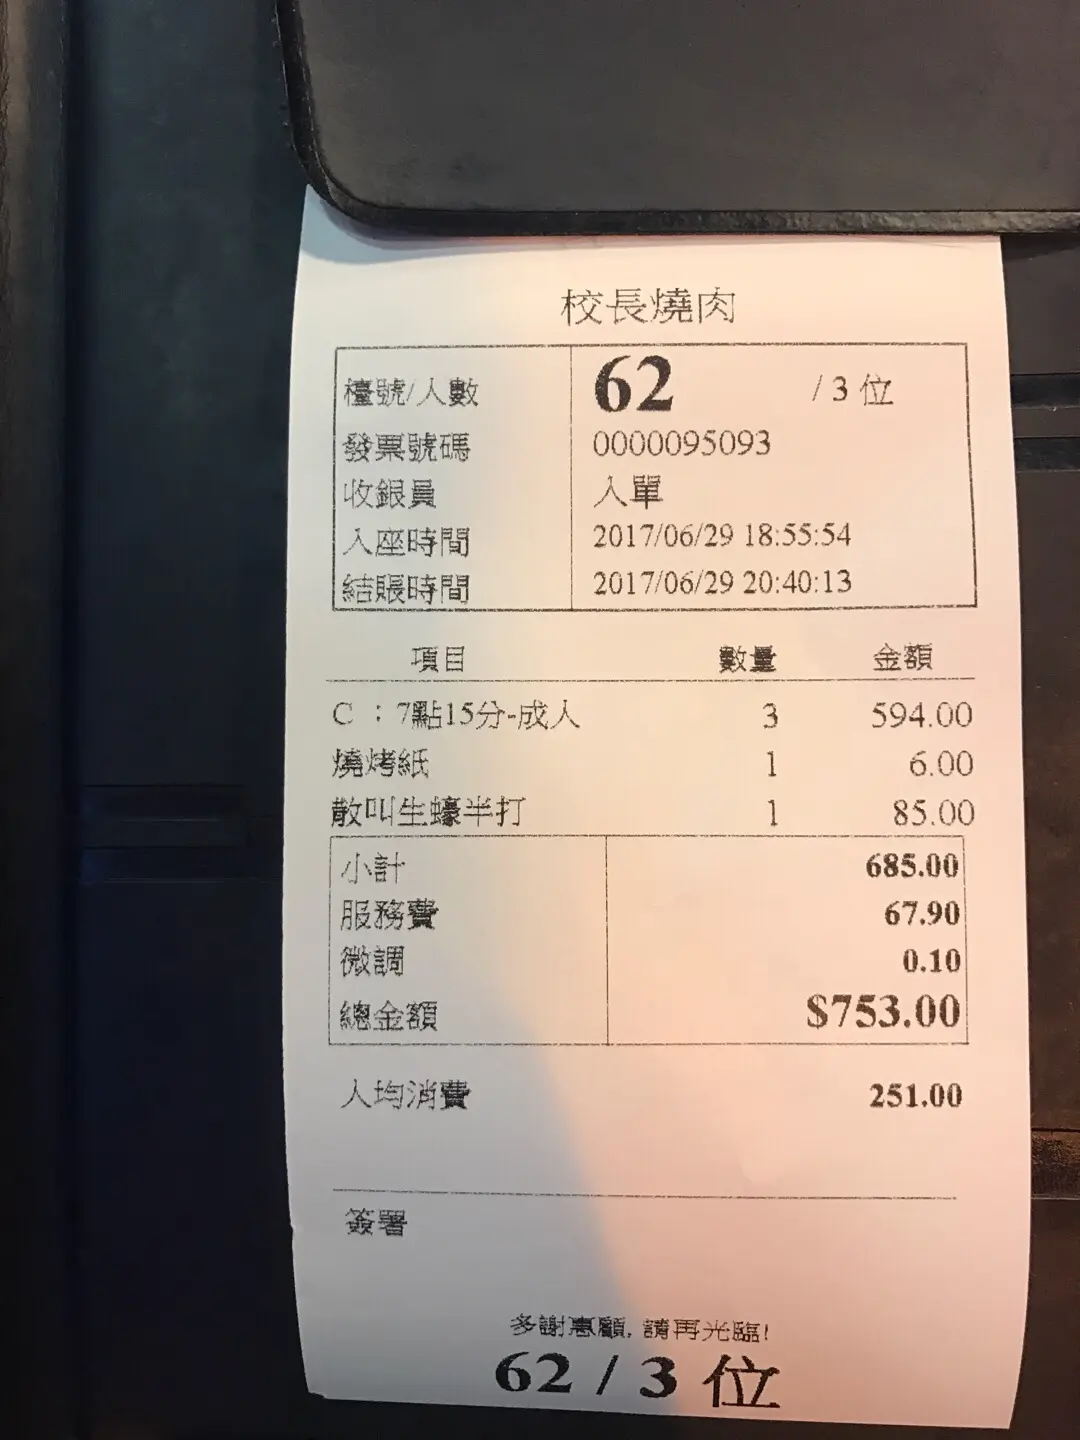 校長燒肉
檯號/人數 62 /3 位
發票號碼 0000095093
收銀員 入單
入座時間 2017/06/29 18:55:54
結賬時間 2017/06/29 20:40:13
項目 數量 金額
C：7點15分-成人 3 594.00
燒烤紙 1 6.00
散叫生蠔半打 1 85.00
小計 685.00
服務費 67.90
微調 0.10
總金額 $753.00
人均消費 251.00
簽署
多謝惠顧, 請再光臨!
62 / 3 位